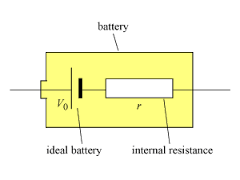 battery
V0
r
ideal battery
internal resistance